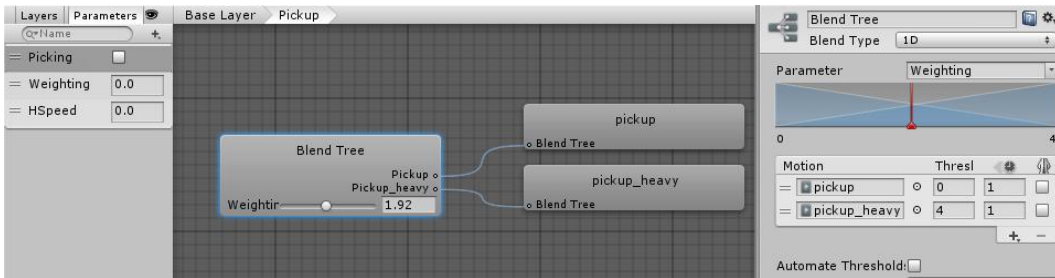 Layers Parameters
Name +
Picking
Weighting 0.0
HSpeed 0.0
Base Layer Pickup
Blend Tree
Pickup
Pickup_heavy
Weightir 1.92
pickup
Blend Tree
pickup_heavy
Blend Tree
Blend Tree
Blend Type 1D
Parameter Weighting
0 4
Motion Thresl
pickup 0 1
pickup_heavy 4 1
+ -
Automate Threshold: